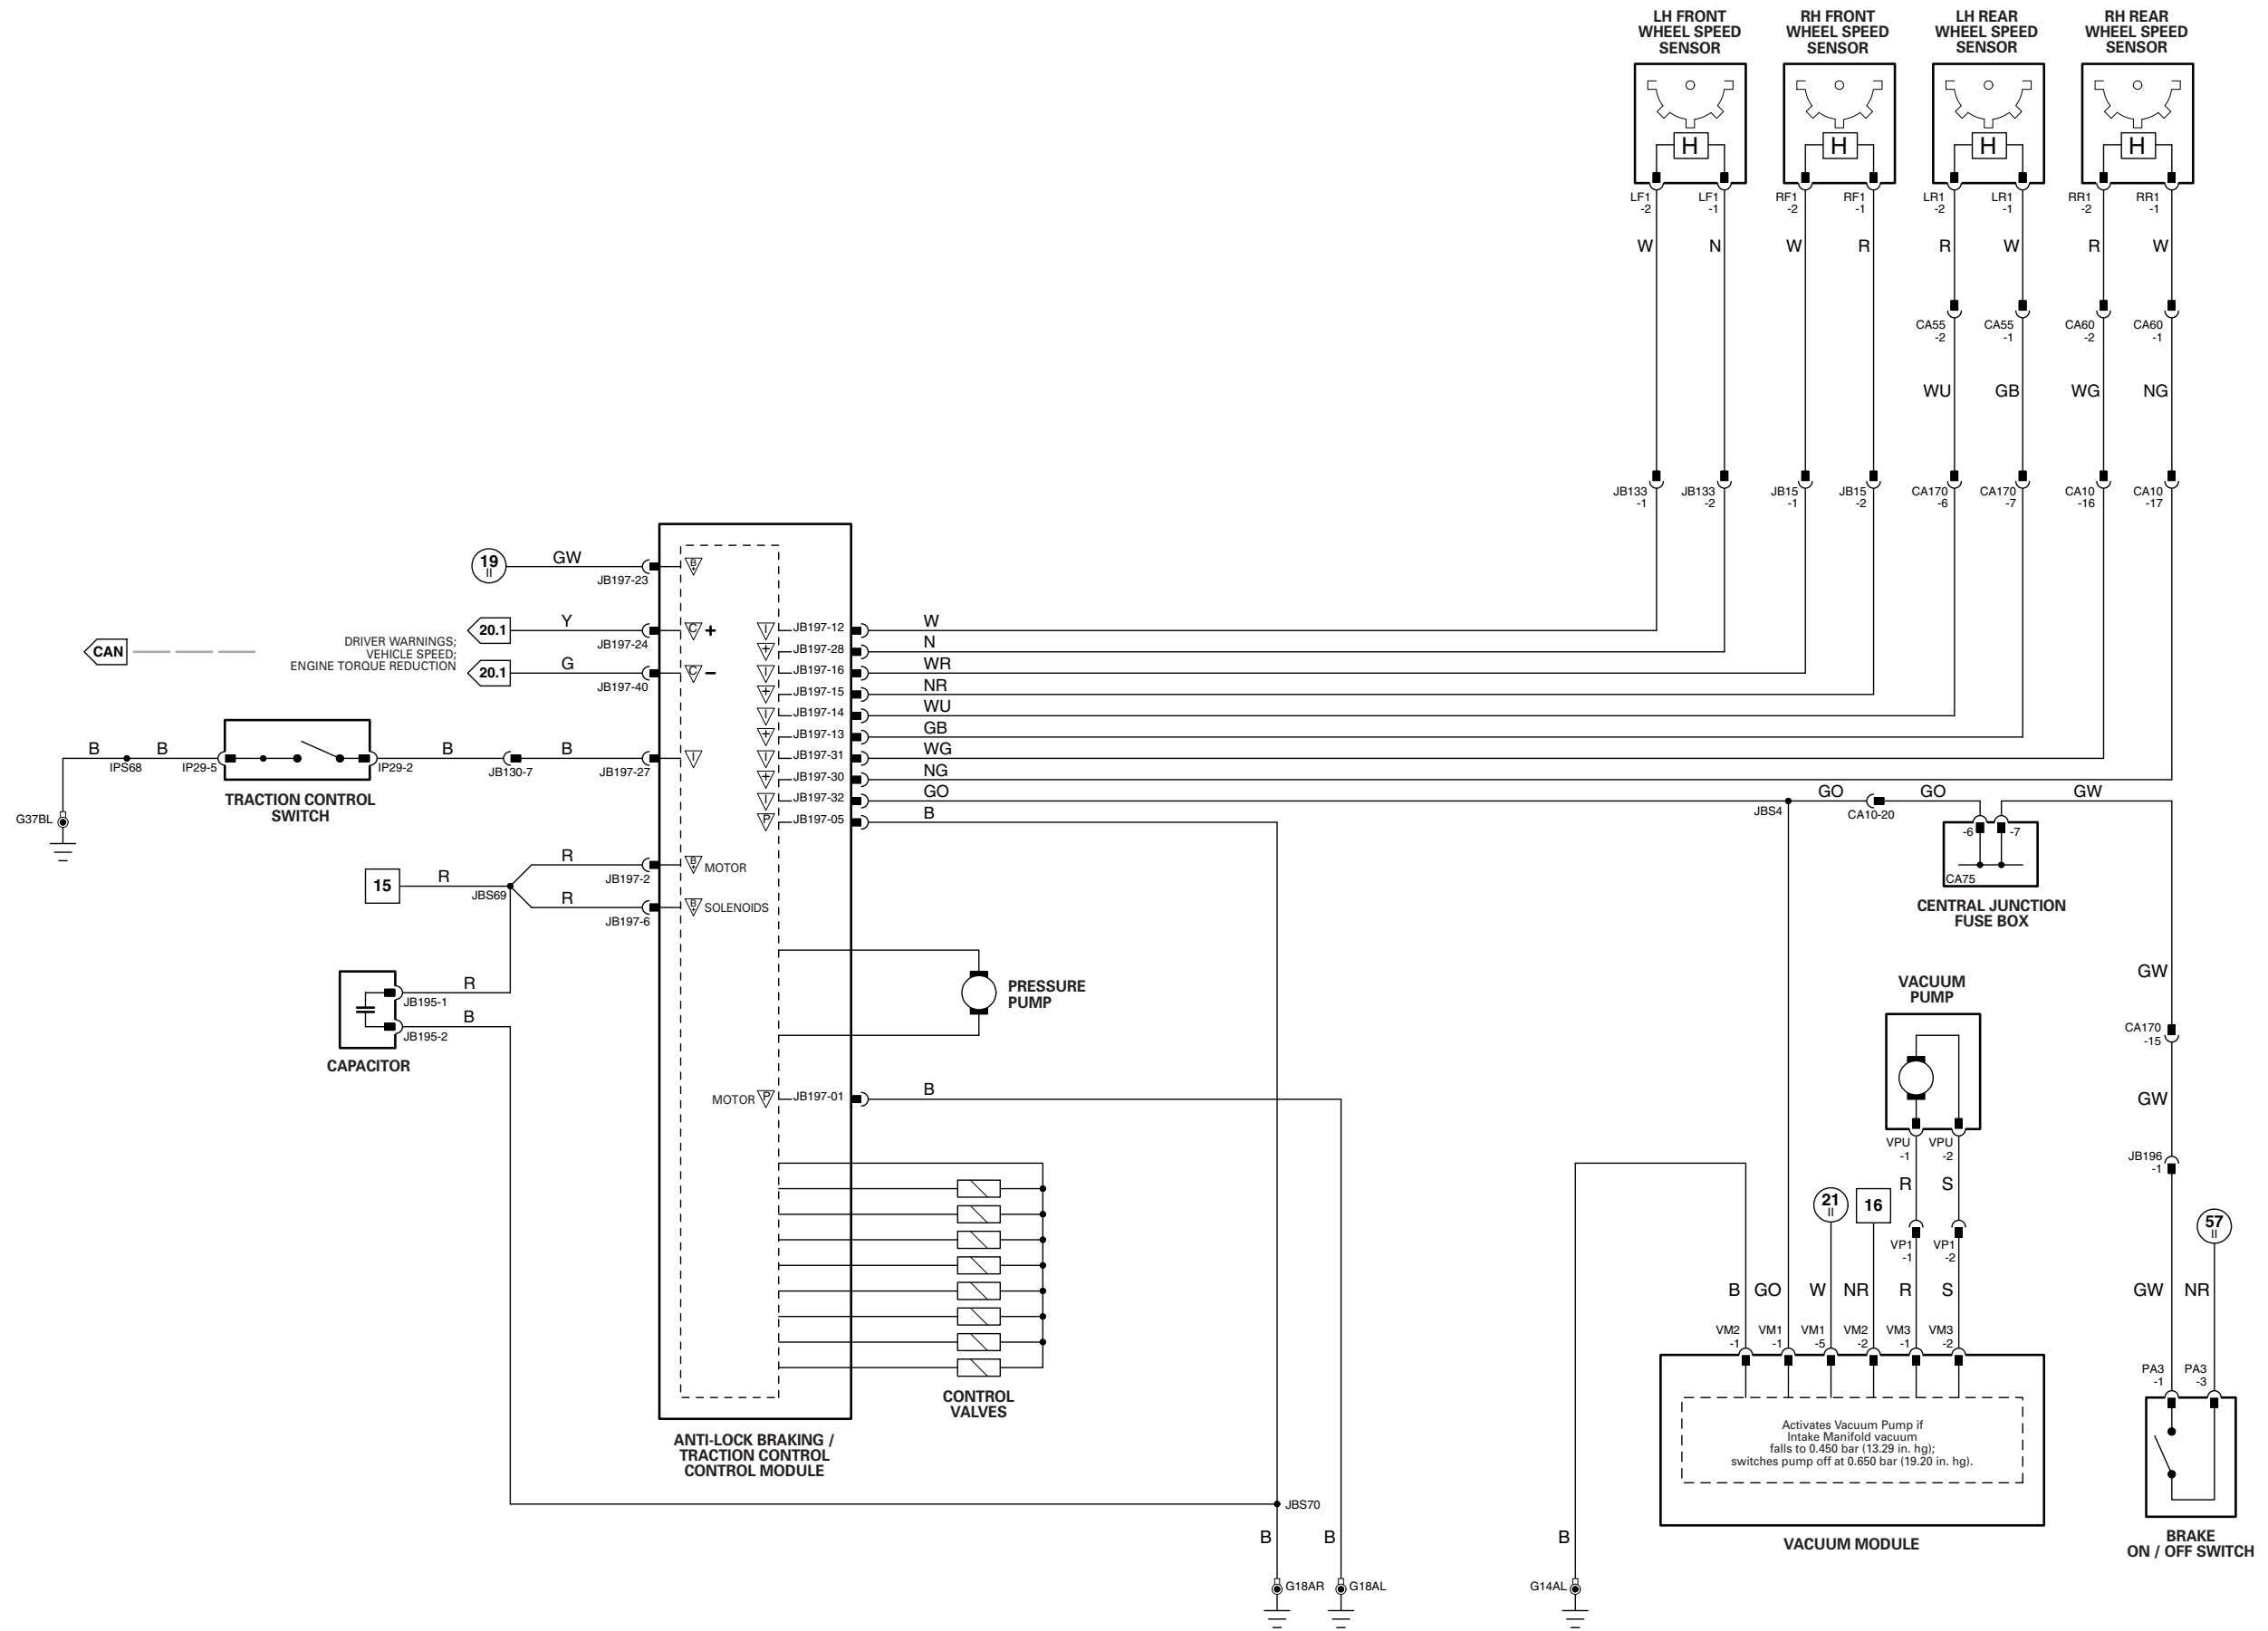 LH FRONT
WHEEL SPEED
SENSOR
RH FRONT
WHEEL SPEED
SENSOR
LH REAR
WHEEL SPEED
SENSOR
RH REAR
WHEEL SPEED
SENSOR
H
H
H
H
LF1
-2
LF1
-1
RF1
-2
RF1
-1
LR1
-2
LR1
-1
RR1
-2
RR1
-1
W
N
W
R
R
W
R
W
CA55
-2
CA55
-1
CA60
-2
CA60
-1
WU
GB
WG
NG
JB133
-1
JB133
-2
JB15
-1
JB15
-2
CA170
-6
CA170
-7
CA10
-16
CA10
-17
19
II
GW
JB197-23
B
+
20.1
Y
JB197-24
C
+
CAN
DRIVER WARNINGS;
VEHICLE SPEED;
ENGINE TORQUE REDUCTION
20.1
G
JB197-40
C
–
I
JB197-12
W
+
JB197-28
N
I
JB197-16
WR
+
JB197-15
NR
I
JB197-14
WU
+
JB197-13
GB
I
JB197-31
WG
+
JB197-30
NG
I
JB197-32
GO
P
JB197-05
B
B
IPS68
B
IP29-5
IP29-2
B
JB130-7
B
JB197-27
I
TRACTION CONTROL
SWITCH
G37BL
JBS4
GO
CA10-20
GO
GW
-6
-7
CA75
CENTRAL JUNCTION
FUSE BOX
15
R
JBS69
R
JB197-2
B
+
MOTOR
R
JB197-6
B
+
SOLENOIDS
R
JB195-1
B
JB195-2
CAPACITOR
PRESSURE
PUMP
MOTOR
P
JB197-01
B
CONTROL
VALVES
ANTI-LOCK BRAKING /
TRACTION CONTROL
CONTROL MODULE
JBS70
B
B
G18AR
G18AL
VACUUM
PUMP
VPU
-1
VPU
-2
R
S
21
II
16
VP1
-1
VP1
-2
B
GO
W
NR
R
S
VM2
-1
VM1
-1
VM1
-5
VM2
-2
VM3
-1
VM3
-2
Activates Vacuum Pump if
Intake Manifold vacuum
falls to 0.450 bar (13.29 in. hg);
switches pump off at 0.650 bar (19.20 in. hg).
VACUUM MODULE
B
G14AL
GW
CA170
-15
GW
JB196
-1
57
II
GW
NR
PA3
-1
PA3
-3
BRAKE
ON / OFF SWITCH